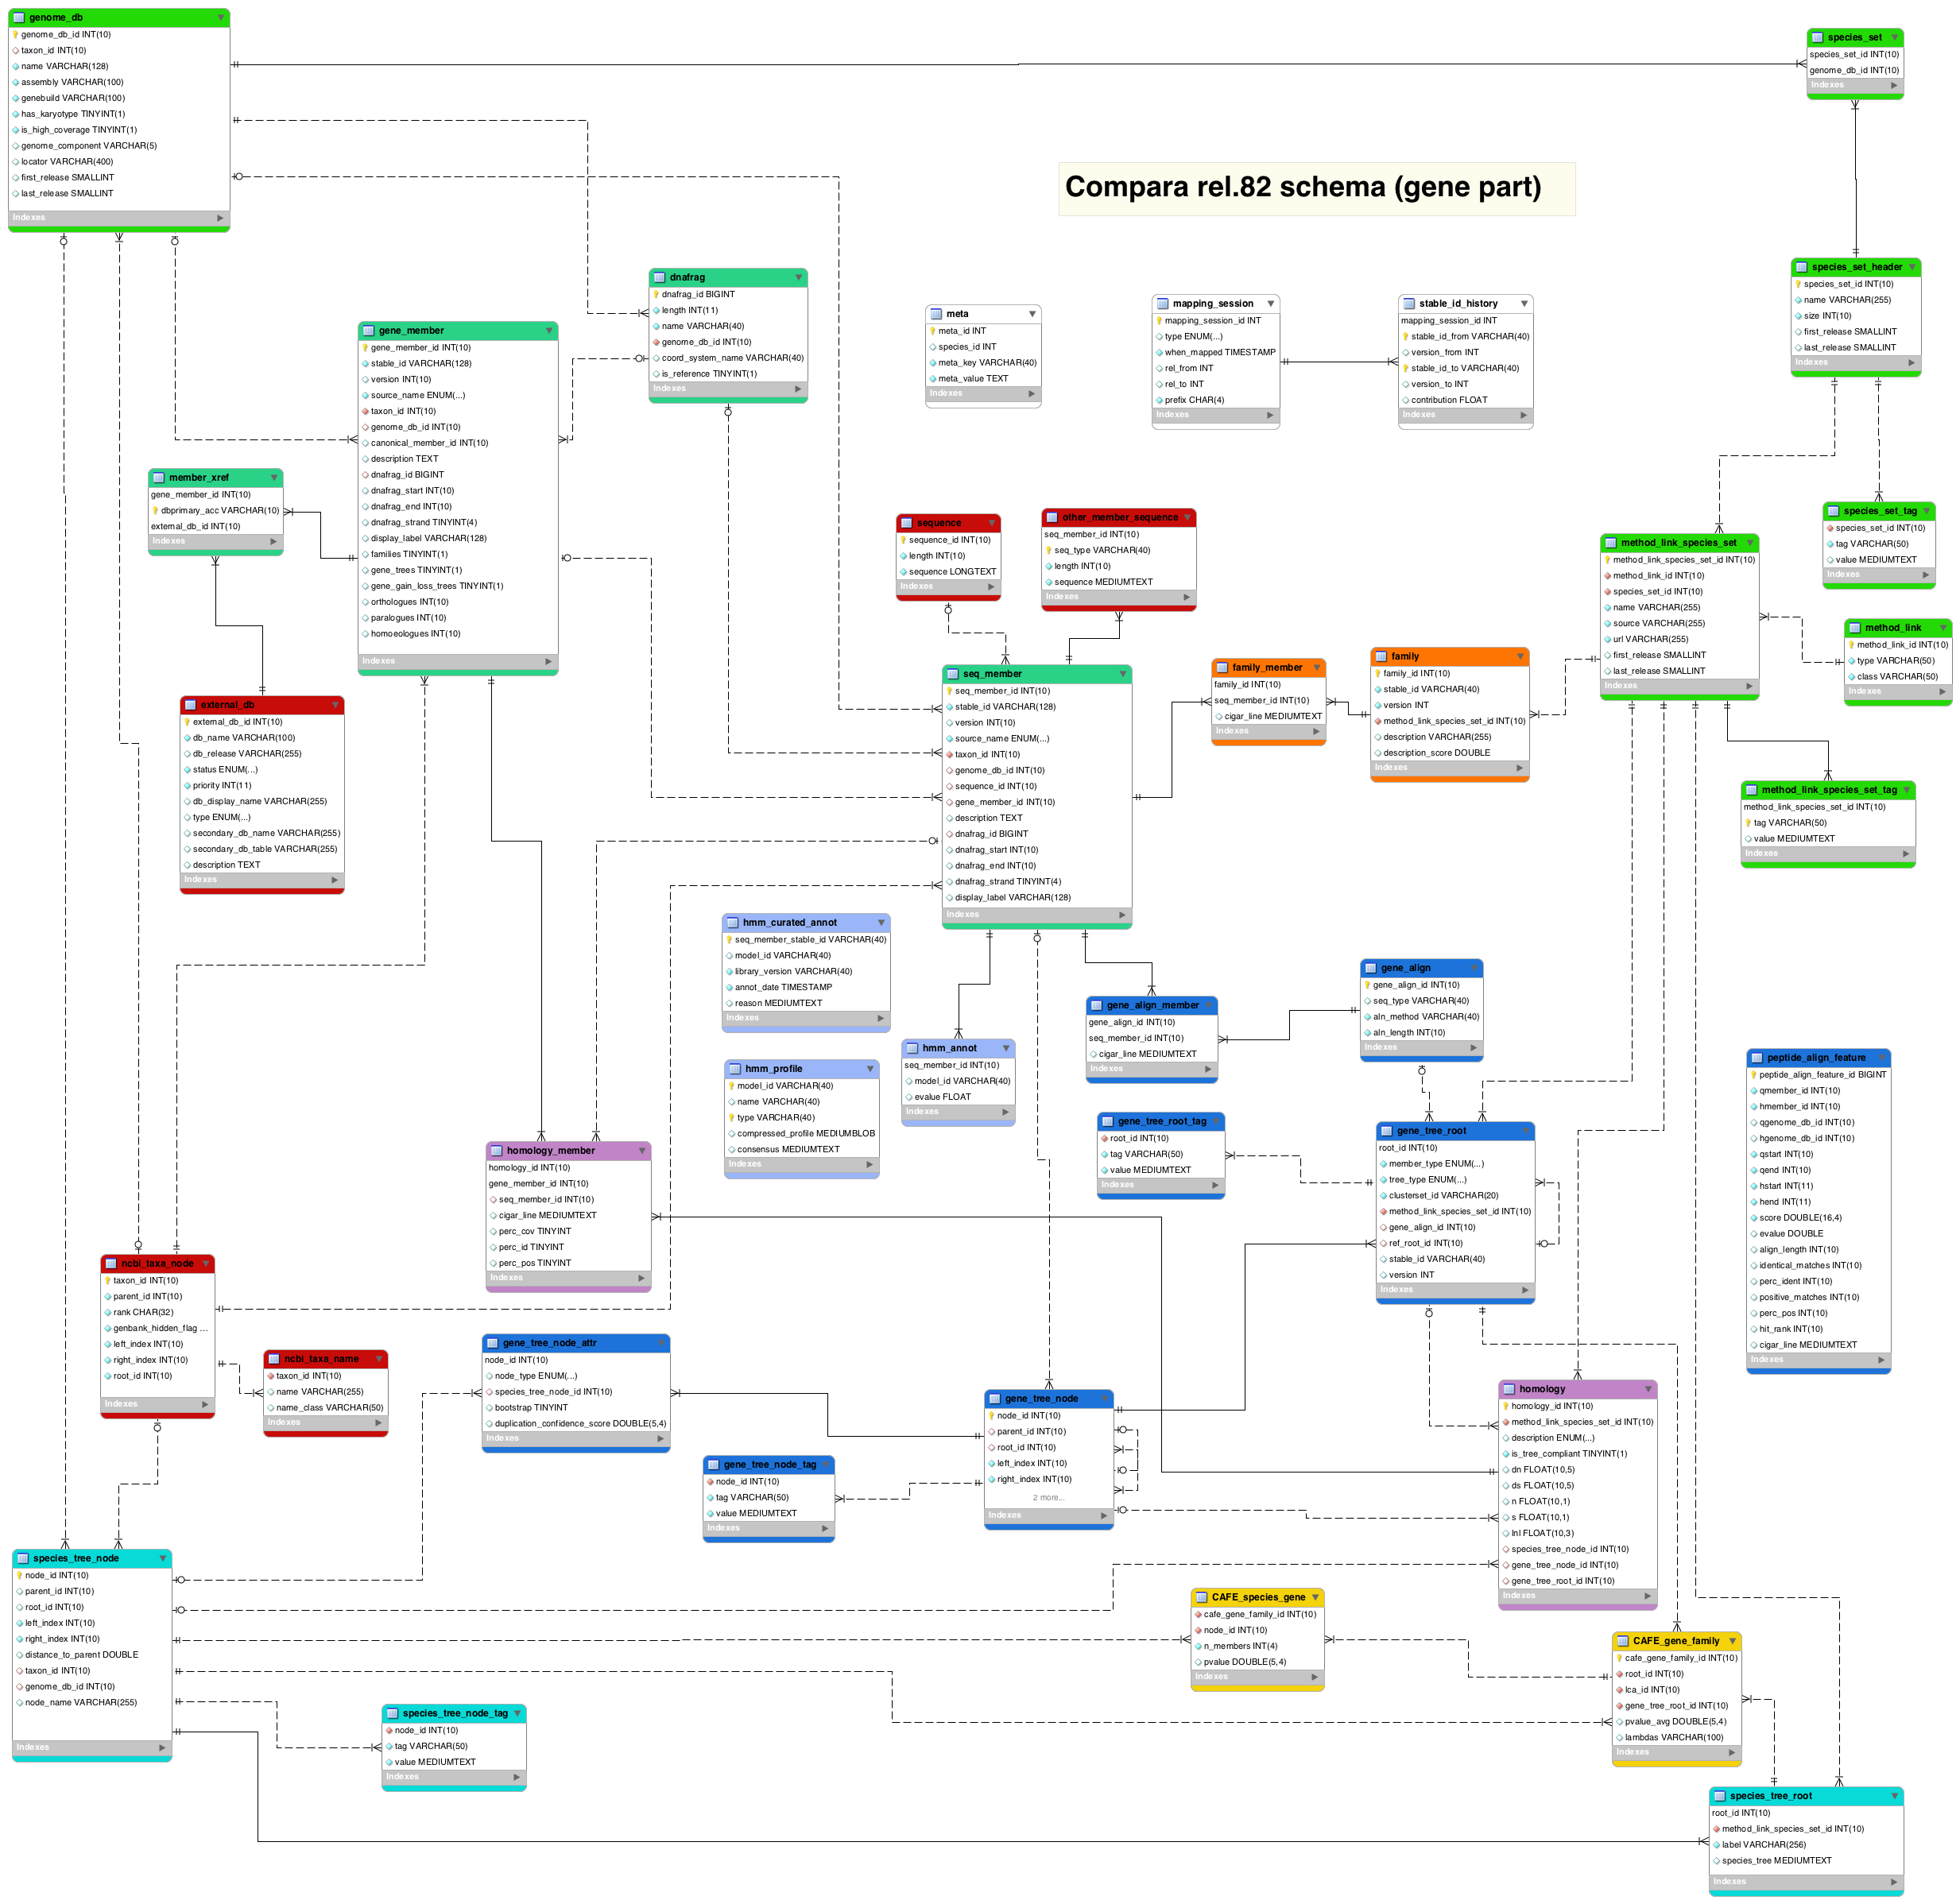 genome_db
genome_db_id INT(10)
taxon_id INT(10)
name VARCHAR(128)
assembly VARCHAR(100)
genebuild VARCHAR(100)
has_karyotype TINYINT(1)
is_high_coverage TINYINT(1)
genome_component VARCHAR(5)
locator VARCHAR(400)
first_release SMALLINT
last_release SMALLINT
Indexes
species_set
species_set_id INT(10)
genome_db_id INT(10)
Indexes
Compara rel.82 schema (gene part)
species_set_header
species_set_id INT(10)
name VARCHAR(255)
size INT(10)
first_release SMALLINT
last_release SMALLINT
Indexes
dnafrag
dnafrag_id BIGINT
length INT(11)
name VARCHAR(40)
genome_db_id INT(10)
coord_system_name VARCHAR(40)
is_reference TINYINT(1)
Indexes
meta
meta_id INT
species_id INT
meta_key VARCHAR(40)
meta_value TEXT
Indexes
mapping_session
mapping_session_id INT
type ENUM(...)
when_mapped TIMESTAMP
rel_from INT
rel_to INT
prefix CHAR(4)
Indexes
stable_id_history
mapping_session_id INT
stable_id_from VARCHAR(40)
version_from INT
stable_id_to VARCHAR(40)
version_to INT
contribution FLOAT
Indexes
gene_member
gene_member_id INT(10)
stable_id VARCHAR(128)
version INT(10)
source_name ENUM(...)
taxon_id INT(10)
genome_db_id INT(10)
canonical_member_id INT(10)
description TEXT
dnafrag_id BIGINT
dnafrag_start INT(10)
dnafrag_end INT(10)
dnafrag_strand TINYINT(4)
display_label VARCHAR(128)
families TINYINT(1)
gene_trees TINYINT(1)
gene_gain_loss_trees TINYINT(1)
orthologues INT(10)
paralogues INT(10)
homoeologues INT(10)
Indexes
member_xref
gene_member_id INT(10)
dbprimary_acc VARCHAR(10)
external_db_id INT(10)
Indexes
sequence
sequence_id INT(10)
length INT(10)
sequence LONGTEXT
Indexes
other_member_sequence
seq_member_id INT(10)
seq_type VARCHAR(40)
length INT(10)
sequence MEDIUMTEXT
Indexes
species_set_tag
species_set_id INT(10)
tag VARCHAR(50)
value MEDIUMTEXT
Indexes
method_link_species_set
method_link_species_set_id INT(10)
method_link_id INT(10)
species_set_id INT(10)
name VARCHAR(255)
source VARCHAR(255)
url VARCHAR(255)
first_release SMALLINT
last_release SMALLINT
Indexes
method_link
method_link_id INT(10)
type VARCHAR(50)
class VARCHAR(50)
Indexes
external_db
external_db_id INT(10)
db_name VARCHAR(100)
db_release VARCHAR(255)
status ENUM(...)
priority INT(11)
db_display_name VARCHAR(255)
type ENUM(...)
secondary_db_name VARCHAR(255)
secondary_db_table VARCHAR(255)
description TEXT
Indexes
seq_member
seq_member_id INT(10)
stable_id VARCHAR(128)
version INT(10)
source_name ENUM(...)
taxon_id INT(10)
genome_db_id INT(10)
sequence_id INT(10)
gene_member_id INT(10)
description TEXT
dnafrag_id BIGINT
dnafrag_start INT(10)
dnafrag_end INT(10)
dnafrag_strand TINYINT(4)
display_label VARCHAR(128)
Indexes
family_member
family_id INT(10)
seq_member_id INT(10)
cigar_line MEDIUMTEXT
Indexes
family
family_id INT(10)
stable_id VARCHAR(40)
version INT
method_link_species_set_id INT(10)
description VARCHAR(255)
description_score DOUBLE
Indexes
method_link_species_set_tag
method_link_species_set_id INT(10)
tag VARCHAR(50)
value MEDIUMTEXT
Indexes
hmm_curated_annot
seq_member_stable_id VARCHAR(40)
model_id VARCHAR(40)
library_version VARCHAR(40)
annot_date TIMESTAMP
reason MEDIUMTEXT
Indexes
hmm_annot
seq_member_id INT(10)
model_id VARCHAR(40)
evalue FLOAT
Indexes
hmm_profile
model_id VARCHAR(40)
name VARCHAR(40)
type VARCHAR(40)
compressed_profile MEDIUMBLOB
consensus MEDIUMTEXT
Indexes
gene_align_member
gene_align_id INT(10)
seq_member_id INT(10)
cigar_line MEDIUMTEXT
Indexes
gene_align
gene_align_id INT(10)
seq_type VARCHAR(40)
aln_method VARCHAR(40)
aln_length INT(10)
Indexes
gene_tree_root_tag
root_id INT(10)
tag VARCHAR(50)
value MEDIUMTEXT
Indexes
gene_tree_root
root_id INT(10)
member_type ENUM(...)
tree_type ENUM(...)
clusterset_id VARCHAR(20)
method_link_species_set_id INT(10)
gene_align_id INT(10)
ref_root_id INT(10)
stable_id VARCHAR(40)
version INT
Indexes
peptide_align_feature
peptide_align_feature_id BIGINT
qmember_id INT(10)
hmember_id INT(10)
qgenome_db_id INT(10)
hgenome_db_id INT(10)
qstart INT(10)
qend INT(10)
hstart INT(11)
hend INT(11)
score DOUBLE(16,4)
evalue DOUBLE
align_length INT(10)
identical_matches INT(10)
perc_ident INT(10)
positive_matches INT(10)
perc_pos INT(10)
hit_rank INT(10)
cigar_line MEDIUMTEXT
Indexes
homology_member
homology_id INT(10)
gene_member_id INT(10)
seq_member_id INT(10)
cigar_line MEDIUMTEXT
perc_cov TINYINT
perc_id TINYINT
perc_pos TINYINT
Indexes
ncbi_taxa_node
taxon_id INT(10)
parent_id INT(10)
rank CHAR(32)
genbank_hidden_flag ...
left_index INT(10)
right_index INT(10)
root_id INT(10)
Indexes
ncbi_taxa_name
taxon_id INT(10)
name VARCHAR(255)
name_class VARCHAR(50)
Indexes
gene_tree_node_attr
node_id INT(10)
node_type ENUM(...)
species_tree_node_id INT(10)
bootstrap TINYINT
duplication_confidence_score DOUBLE(5,4)
Indexes
gene_tree_node_tag
node_id INT(10)
tag VARCHAR(50)
value MEDIUMTEXT
Indexes
gene_tree_node
node_id INT(10)
parent_id INT(10)
root_id INT(10)
left_index INT(10)
right_index INT(10)
2 more...
Indexes
homology
homology_id INT(10)
method_link_species_set_id INT(10)
description ENUM(...)
is_tree_compliant TINYINT(1)
dn FLOAT(10,5)
ds FLOAT(10,5)
n FLOAT(10,1)
s FLOAT(10,1)
lnl FLOAT(10,3)
species_tree_node_id INT(10)
gene_tree_node_id INT(10)
gene_tree_root_id INT(10)
Indexes
species_tree_node
node_id INT(10)
parent_id INT(10)
root_id INT(10)
left_index INT(10)
right_index INT(10)
distance_to_parent DOUBLE
taxon_id INT(10)
genome_db_id INT(10)
node_name VARCHAR(255)
Indexes
CAFE_species_gene
cafe_gene_family_id INT(10)
node_id INT(10)
n_members INT(4)
pvalue DOUBLE(5,4)
Indexes
CAFE_gene_family
cafe_gene_family_id INT(10)
root_id INT(10)
lca_id INT(10)
gene_tree_root_id INT(10)
pvalue_avg DOUBLE(5,4)
lambdas VARCHAR(100)
Indexes
species_tree_node_tag
node_id INT(10)
tag VARCHAR(50)
value MEDIUMTEXT
Indexes
species_tree_root
root_id INT(10)
method_link_species_set_id INT(10)
label VARCHAR(256)
species_tree MEDIUMTEXT
Indexes